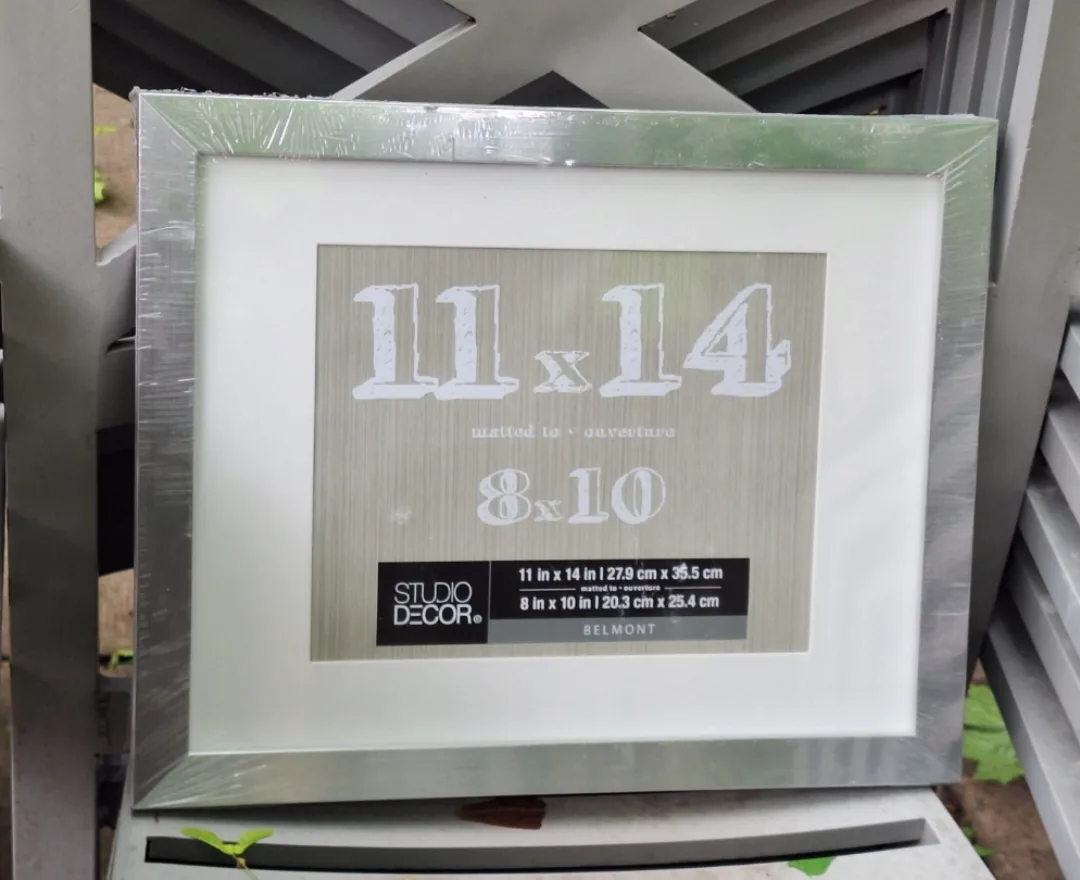 11x14
matted to • ouverture
8x10
STUDIO
DECOR®
11 in x 14 in | 27.9 cm x 35.5 cm
matted to • ouverture
8 in x 10 in | 20.3 cm x 25.4 cm
BELMONT